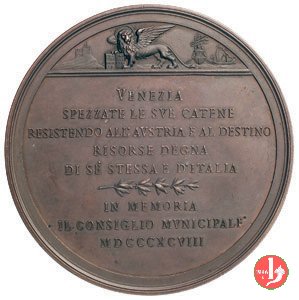 VENEZIA
SPEZZATE LE SVE CATENE
RESISTENDO ALL'AVSTRIA E AL DESTINO
RISORSE DEGNA
DI SÈ STESSA E D'ITALIA
IN MEMORIA
IL CONSIGLIO MVNICIPALE
MDCCCXCVIII